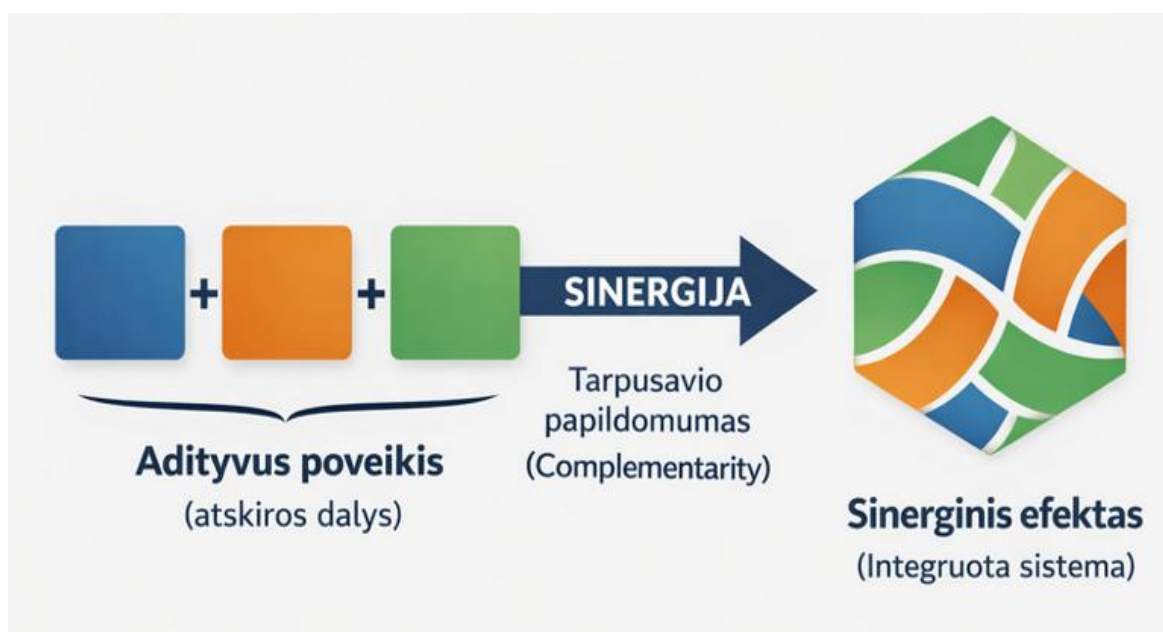 + +
SINERGIJA
Tarpusavio
papildomumas
(Complementarity)
Adityvus poveikis
(atskiros dalys)
Sinerginis efektas
(Integruota sistema)